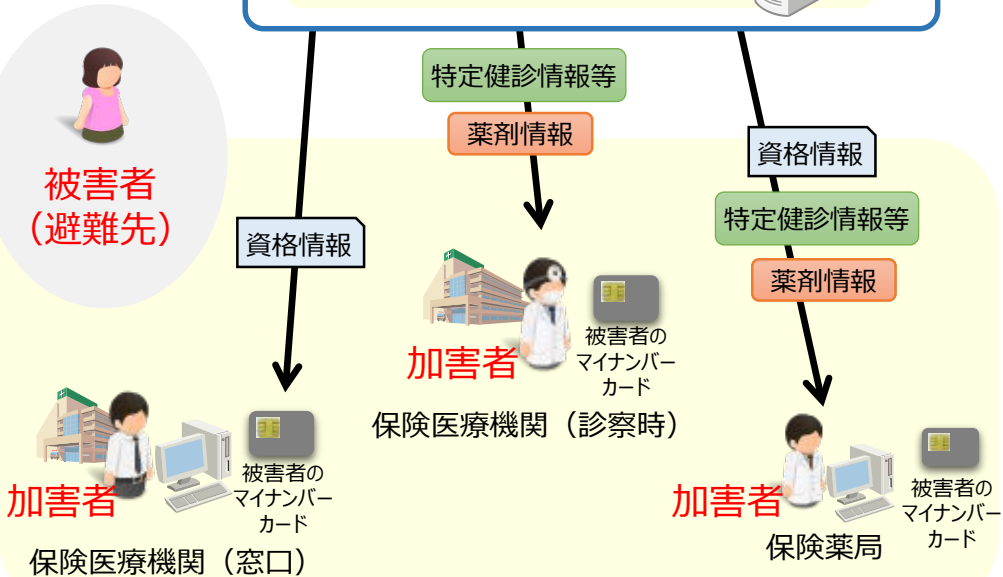 特定健診情報等
薬剤情報
資格情報
被害者
（避難先）
特定健診情報等
資格情報
薬剤情報
被害者の
マイナンバー
カード
加害者
保険医療機関（診察時）
被害者の
マイナンバー
カード
加害者
保険医療機関（窓口）
被害者の
マイナンバー
カード
加害者
保険薬局